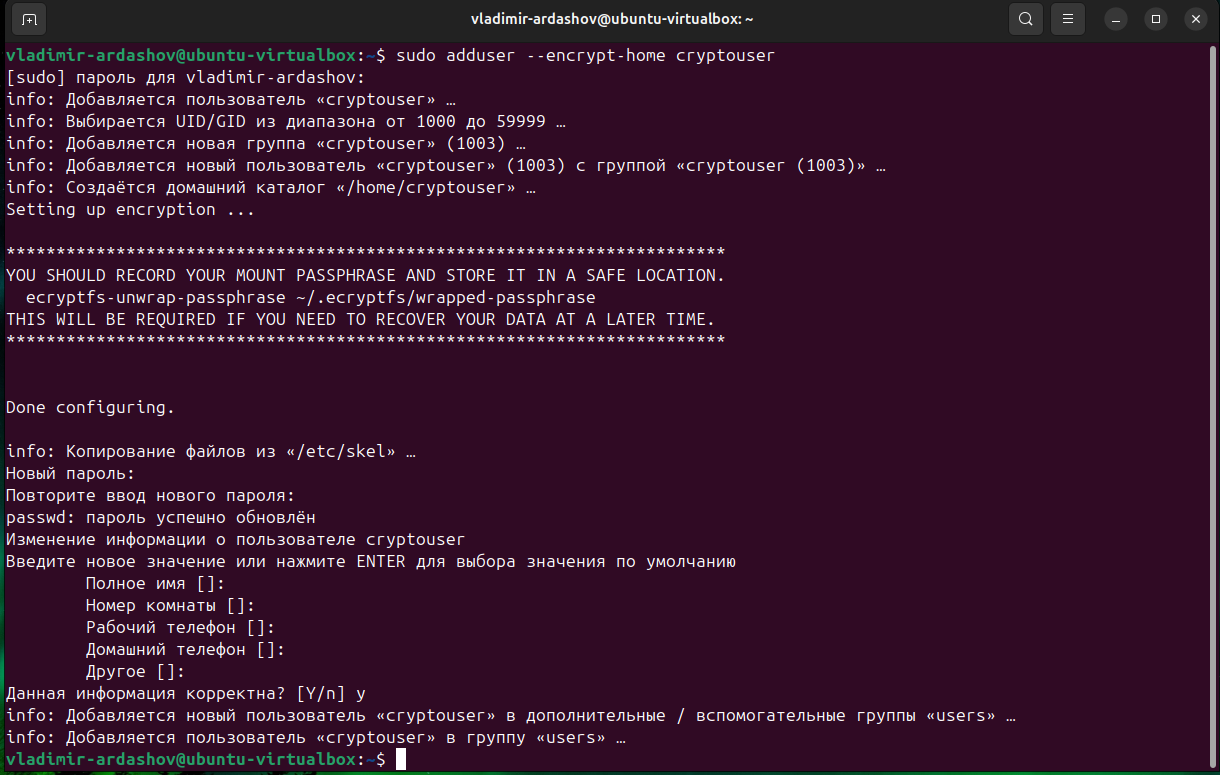 vladimir-ardashov@ubuntu-virtualbox: ~
vladimir-ardashov@ubuntu-virtualbox:~$ sudo adduser --encrypt-home cryptouser
[sudo] пароль для vladimir-ardashov:
info: Добавляется пользователь «cryptouser» …
info: Выбирается UID/GID из диапазона от 1000 до 59999 …
info: Добавляется новая группа «cryptouser» (1003) …
info: Добавляется новый пользователь «cryptouser» (1003) с группой «cryptouser (1003)» …
info: Создаётся домашний каталог «/home/cryptouser» …
Setting up encryption ...
************************************************************************
YOU SHOULD RECORD YOUR MOUNT PASSPHRASE AND STORE IT IN A SAFE LOCATION.
  ecryptfs-unwrap-passphrase ~/.ecryptfs/wrapped-passphrase
THIS WILL BE REQUIRED IF YOU NEED TO RECOVER YOUR DATA AT A LATER TIME.
************************************************************************
Done configuring.
info: Копирование файлов из «/etc/skel» …
Новый пароль:
Повторите ввод нового пароля:
passwd: пароль успешно обновлён
Изменение информации о пользователе cryptouser
Введите новое значение или нажмите ENTER для выбора значения по умолчанию
        Полное имя []:
        Номер комнаты []:
        Рабочий телефон []:
        Домашний телефон []:
        Другое []:
Данная информация корректна? [Y/n] y
info: Добавляется новый пользователь «cryptouser» в дополнительные / вспомогательные группы «users» …
info: Добавляется пользователь «cryptouser» в группу «users» …
vladimir-ardashov@ubuntu-virtualbox:~$